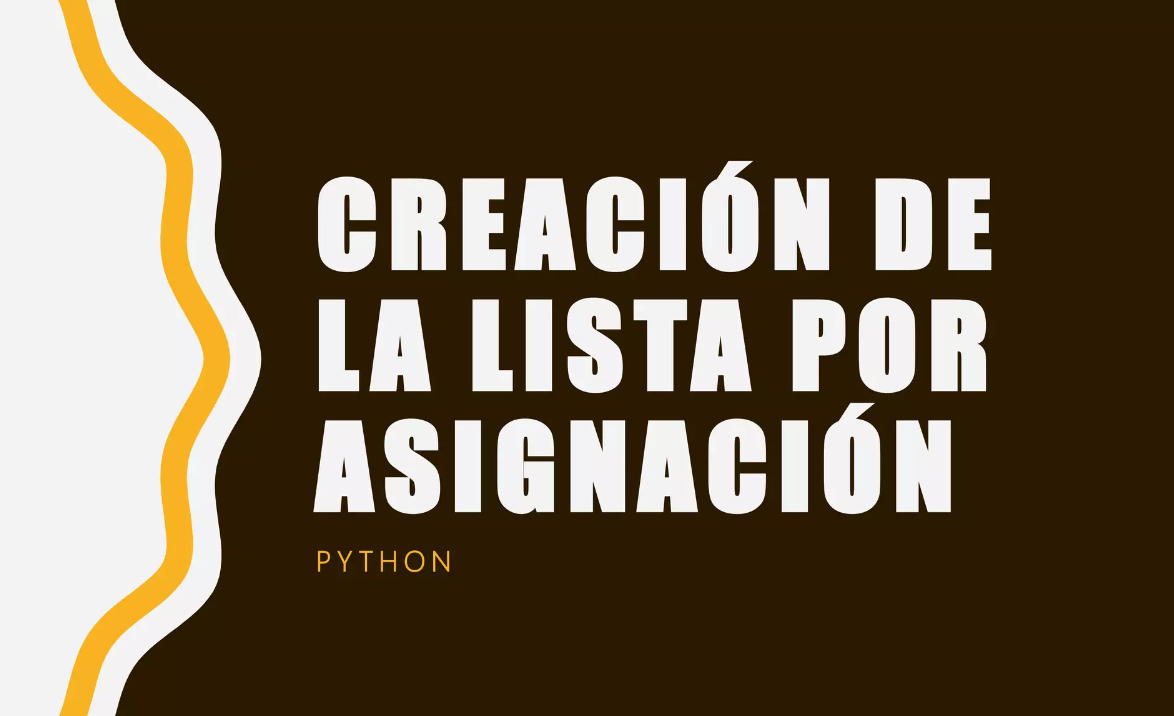 CREACIÓN DE
LA LISTA POR
ASIGNACIÓN
PYTHON